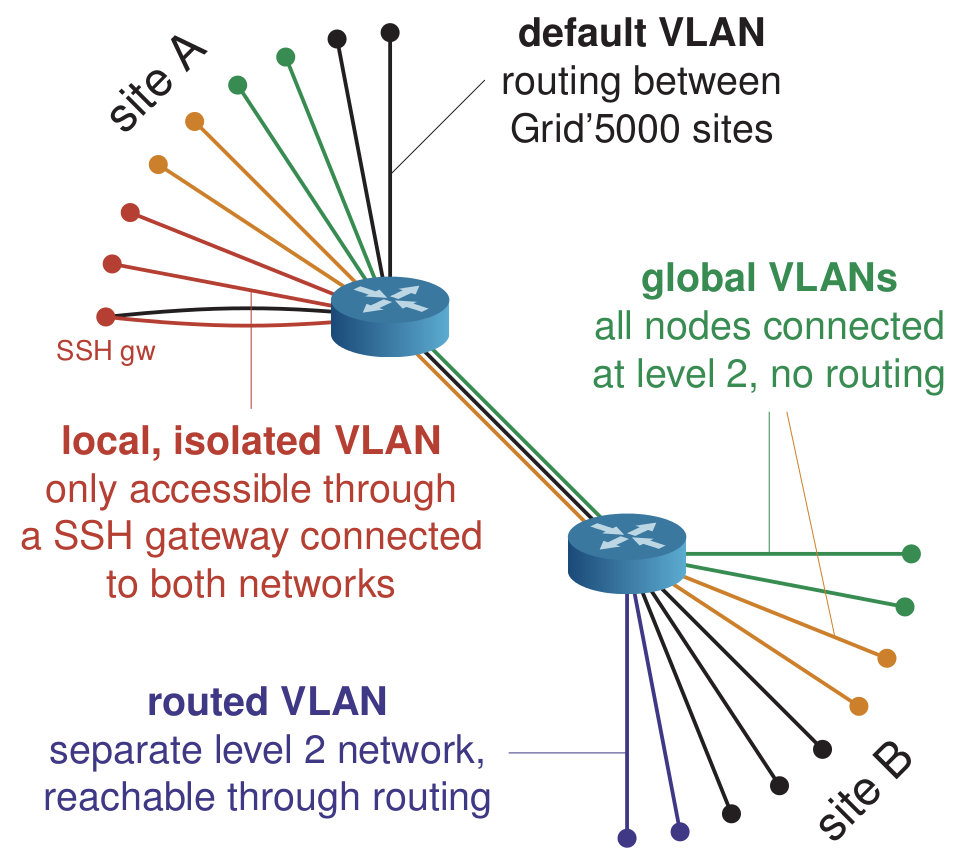 site A
default VLAN
routing between
Grid’5000 sites
global VLANs
all nodes connected
at level 2, no routing
SSH gw
local, isolated VLAN
only accessible through
a SSH gateway connected
to both networks
routed VLAN
separate level 2 network,
reachable through routing
site B